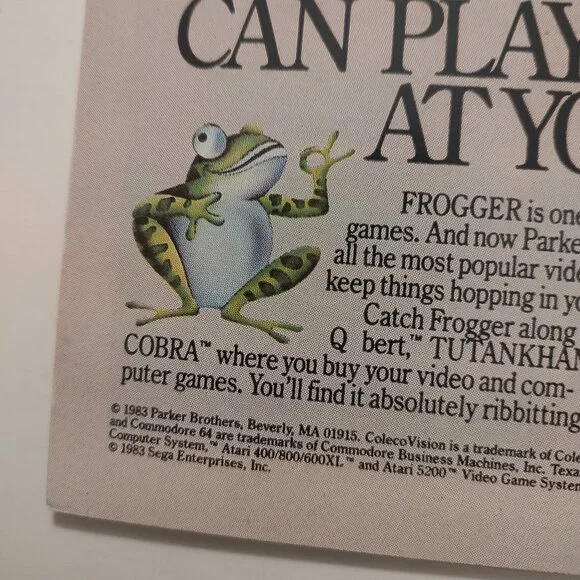 CAN PLAY
AT YO
FROGGER is one
games. And now Parke
all the most popular vide
keep things hopping in yo
Catch Frogger along
Q bert,™ TUTANKHAM
COBRA™ where you buy your video and com-
puter games. You'll find it absolutely ribbitting
© 1983 Parker Brothers, Beverly, MA 01915. ColecoVision is a trademark of Cole
and Commodore 64 are trademarks of Commodore Business Machines, Inc. Texa
Computer System,™ Atari 400/800/600XL™ and Atari 5200™ Video Game System
© 1983 Sega Enterprises, Inc.